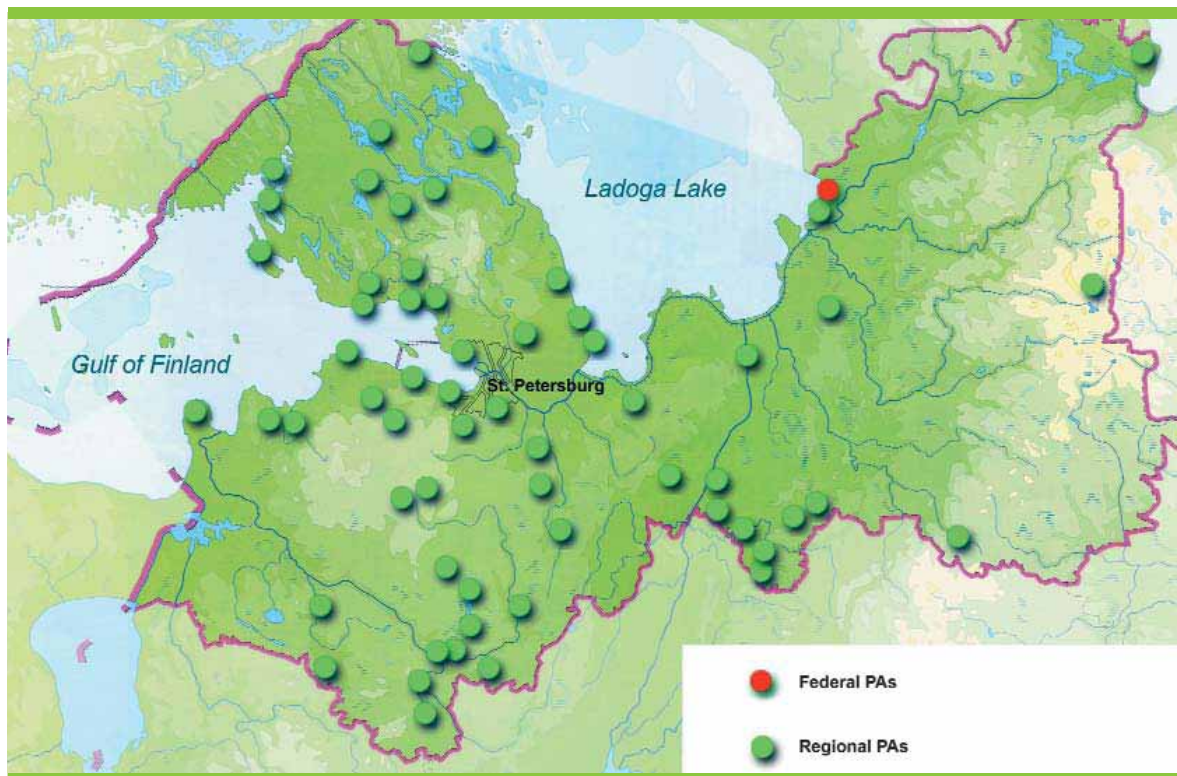 Ladoga Lake
Gulf of Finland
St. Petersburg
Federal PAs
Regional PAs